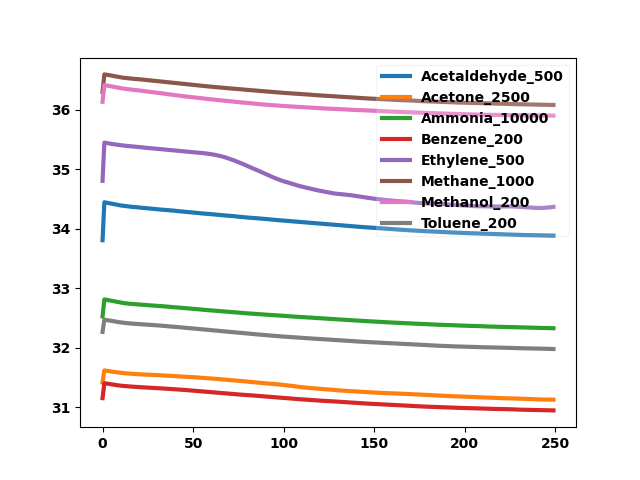 Acetaldehyde_500
Acetone_2500
Ammonia_10000
Benzene_200
Ethylene_500
Methane_1000
Methanol_200
Toluene_200
36
35
34
33
32
31
0 50 100 150 200 250